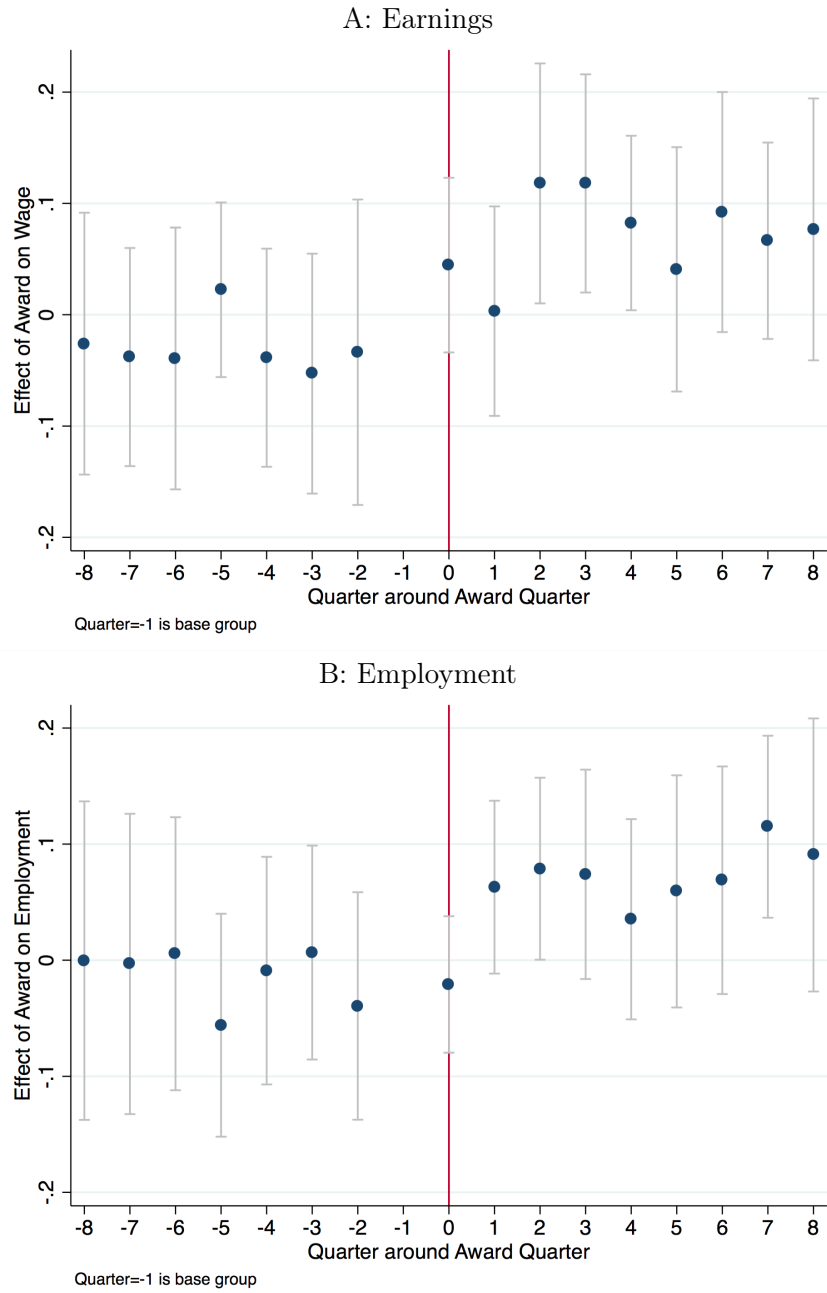 A: Earnings
Effect of Award on Wage
.2
.1
0
-.1
-.2
-8 -7 -6 -5 -4 -3 -2 -1 0 1 2 3 4 5 6 7 8
Quarter around Award Quarter
Quarter=-1 is base group
B: Employment
Effect of Award on Employment
.2
.1
0
-.1
-.2
-8 -7 -6 -5 -4 -3 -2 -1 0 1 2 3 4 5 6 7 8
Quarter around Award Quarter
Quarter=-1 is base group